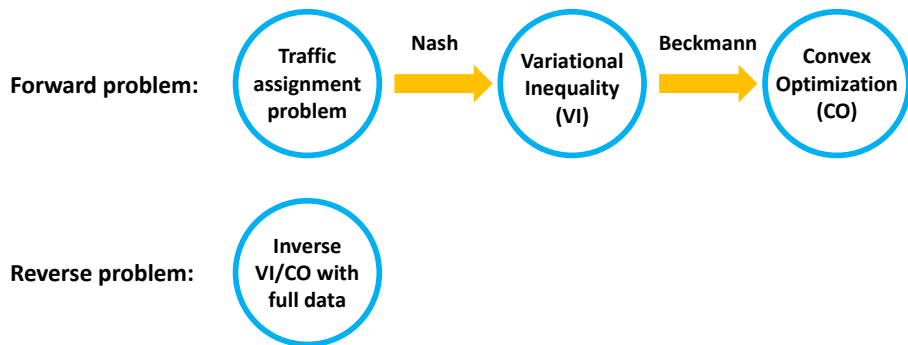 Forward problem:
Traffic
assignment
problem
Nash
Variational
Inequality
(VI)
Beckmann
Convex
Optimization
(CO)
Reverse problem:
Inverse
VI/CO with
full data